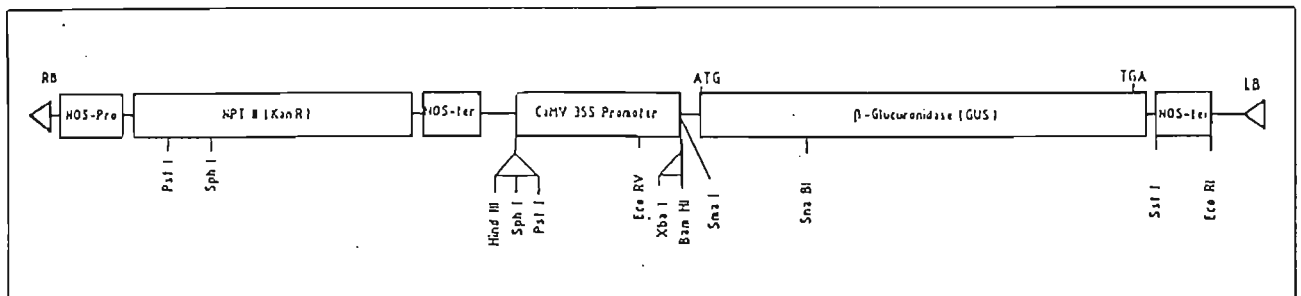 RB
ATG
TGA
LB
NOS-Pro
NPT II (KanR)
NOS-ter
CaMV 35S Promoter
β-Glucuronidase (GUS)
NOS-ter
Pst I
Sph I
Hind III
Sph I
Pst I
Eco RV
Xba I
Bam HI
Sma I
Sna BI
Sst I
Eco RI